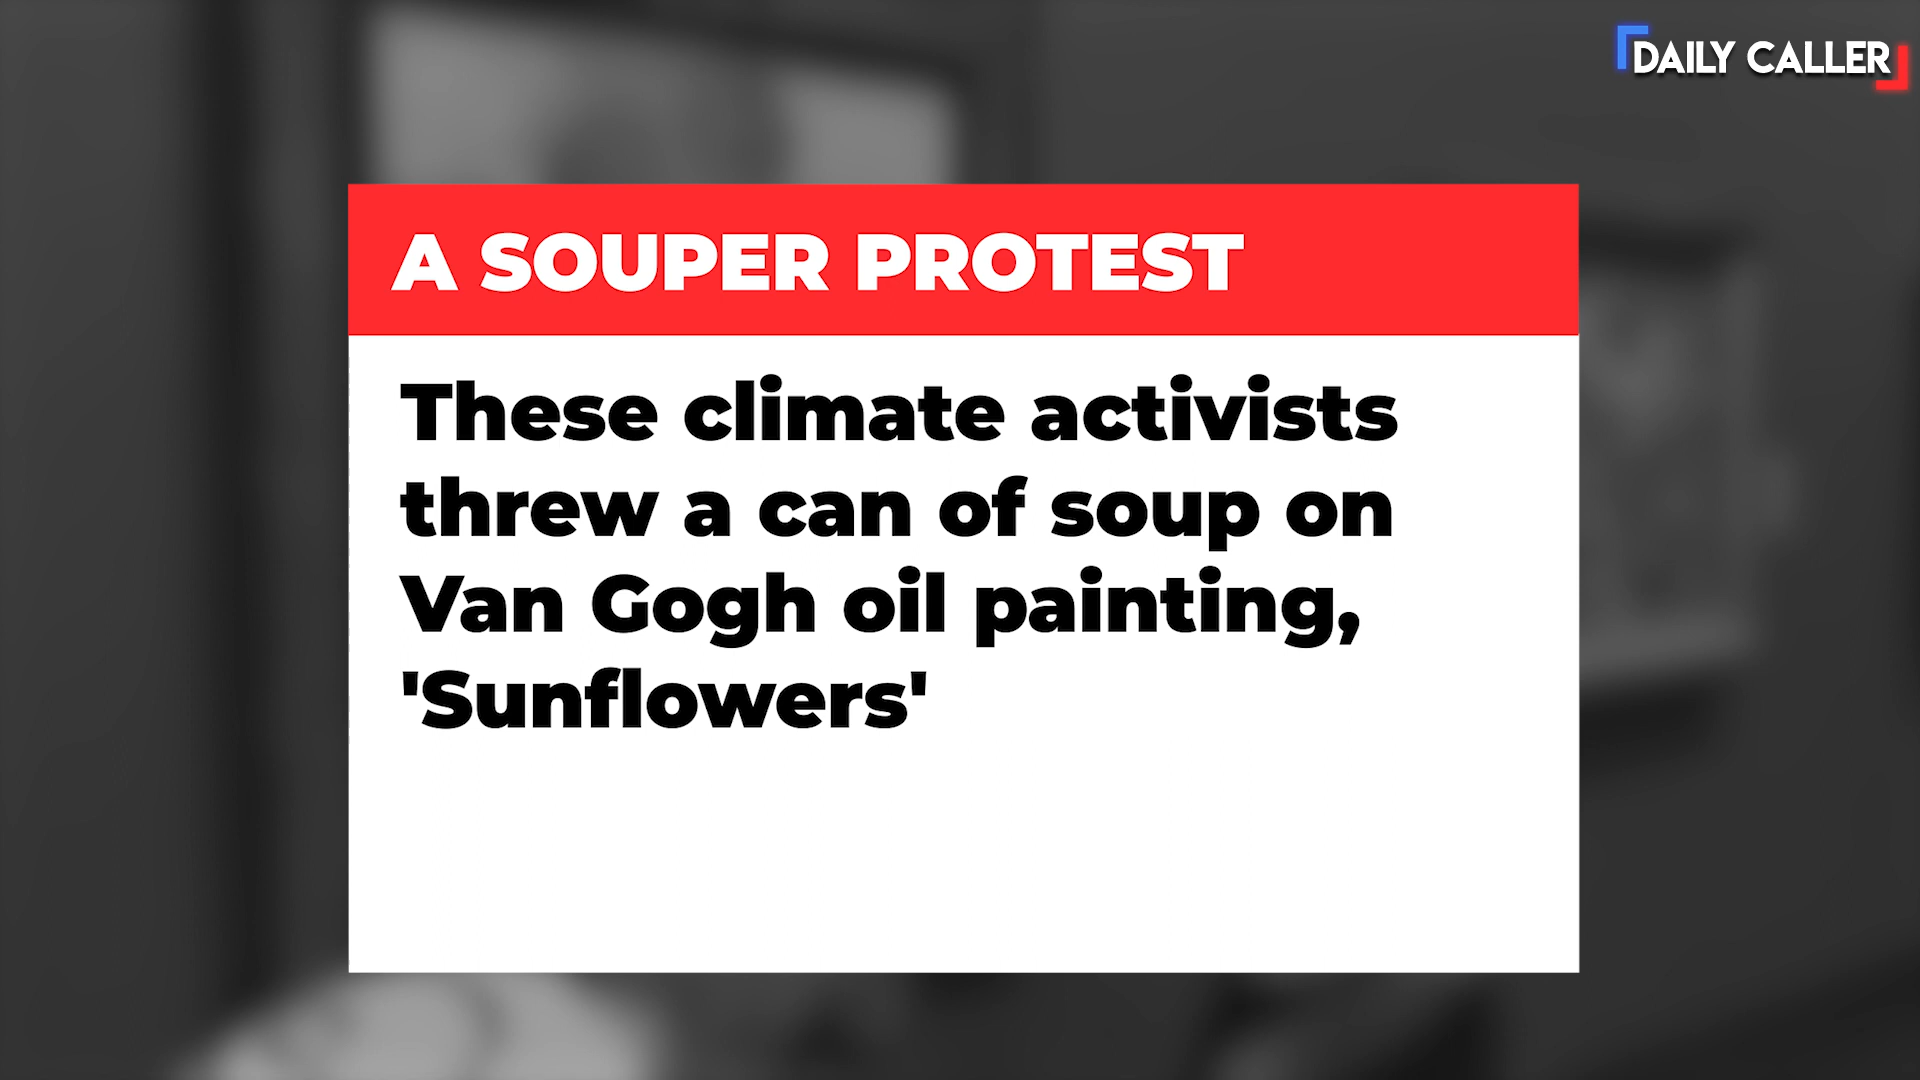 DAILY CALLER
A SOUPER PROTEST
These climate activists
threw a can of soup on
Van Gogh oil painting,
'Sunflowers'